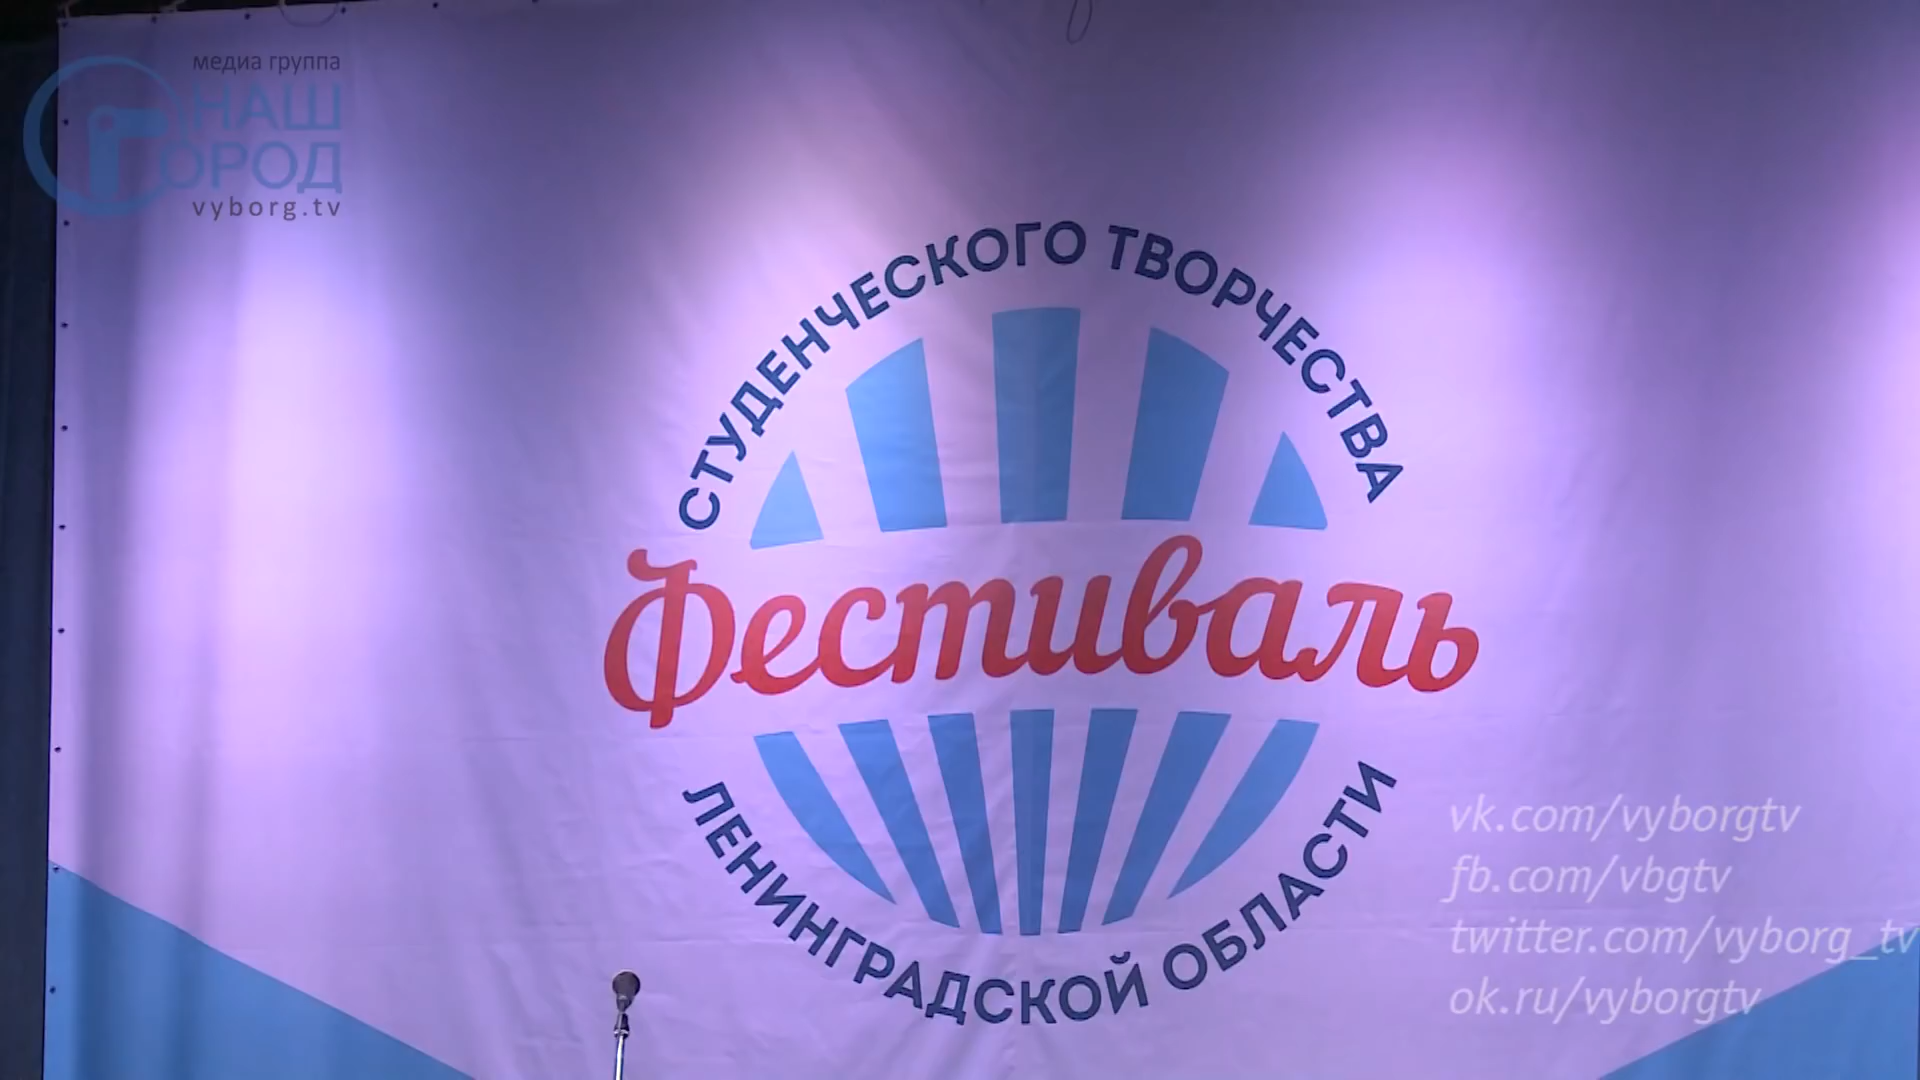 медиа группа
НАШ
ГОРОД
vyborg.tv
СТУДЕНЧЕСКОГО ТВОРЧЕСТВА
Фестиваль
ЛЕНИНГРАДСКОЙ ОБЛАСТИ
vk.com/vyborgtv
fb.com/vbgtv
twitter.com/vyborg_tv
ok.ru/vyborgtv